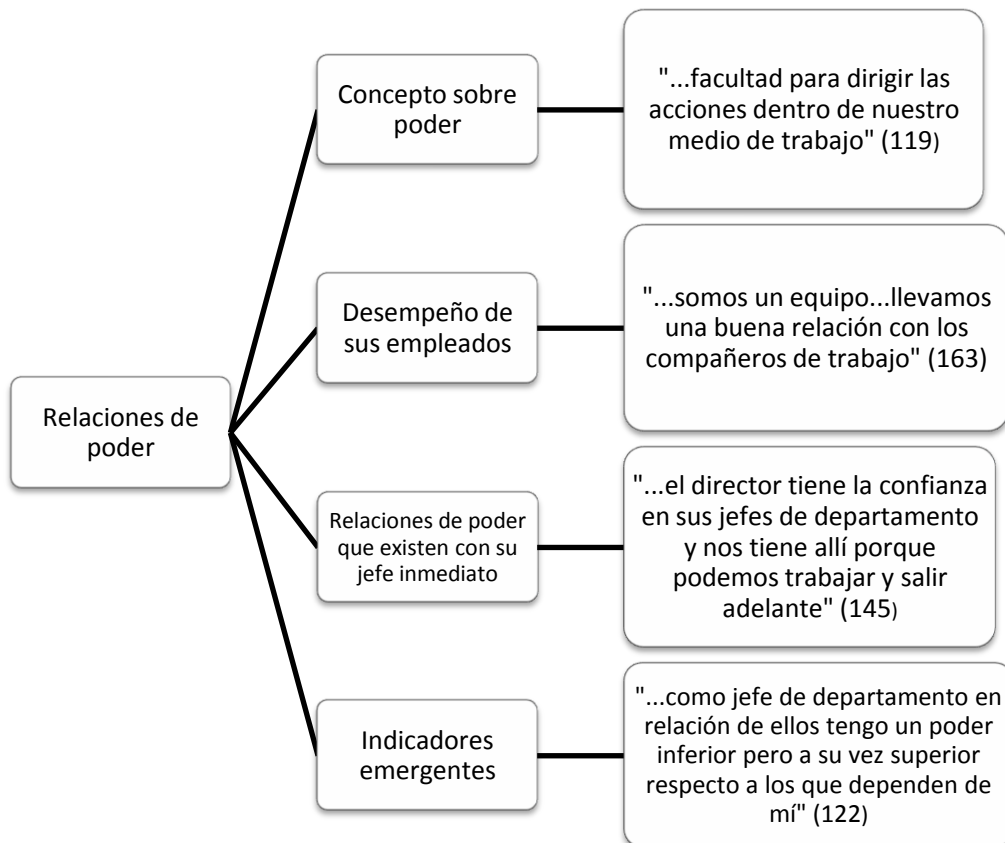 Relaciones de
poder
Concepto sobre
poder
"...facultad para dirigir las
acciones dentro de nuestro
medio de trabajo" (119)
Desempeño de
sus empleados
"...somos un equipo...llevamos
una buena relación con los
compañeros de trabajo" (163)
Relaciones de poder
que existen con su
jefe inmediato
"...el director tiene la confianza
en sus jefes de departamento
y nos tiene allí porque
podemos trabajar y salir
adelante" (145)
Indicadores
emergentes
"...como jefe de departamento en
relación de ellos tengo un poder
inferior pero a su vez superior
respecto a los que dependen de
mí" (122)